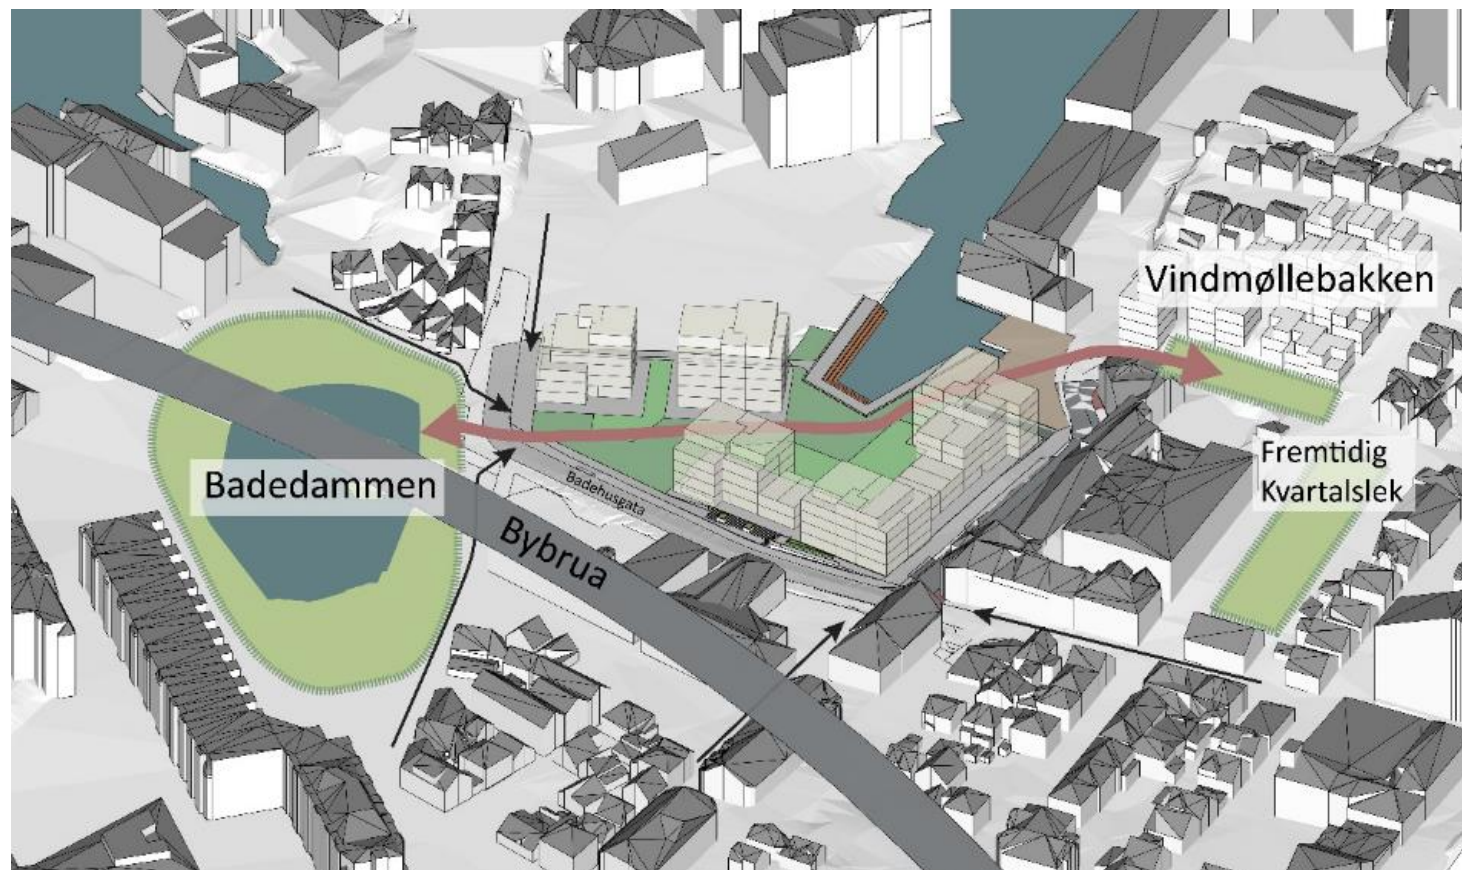 Vindmøllebakken
Fremtidig
Kvartalslek
Badedammen
Badehusgata
Bybrua